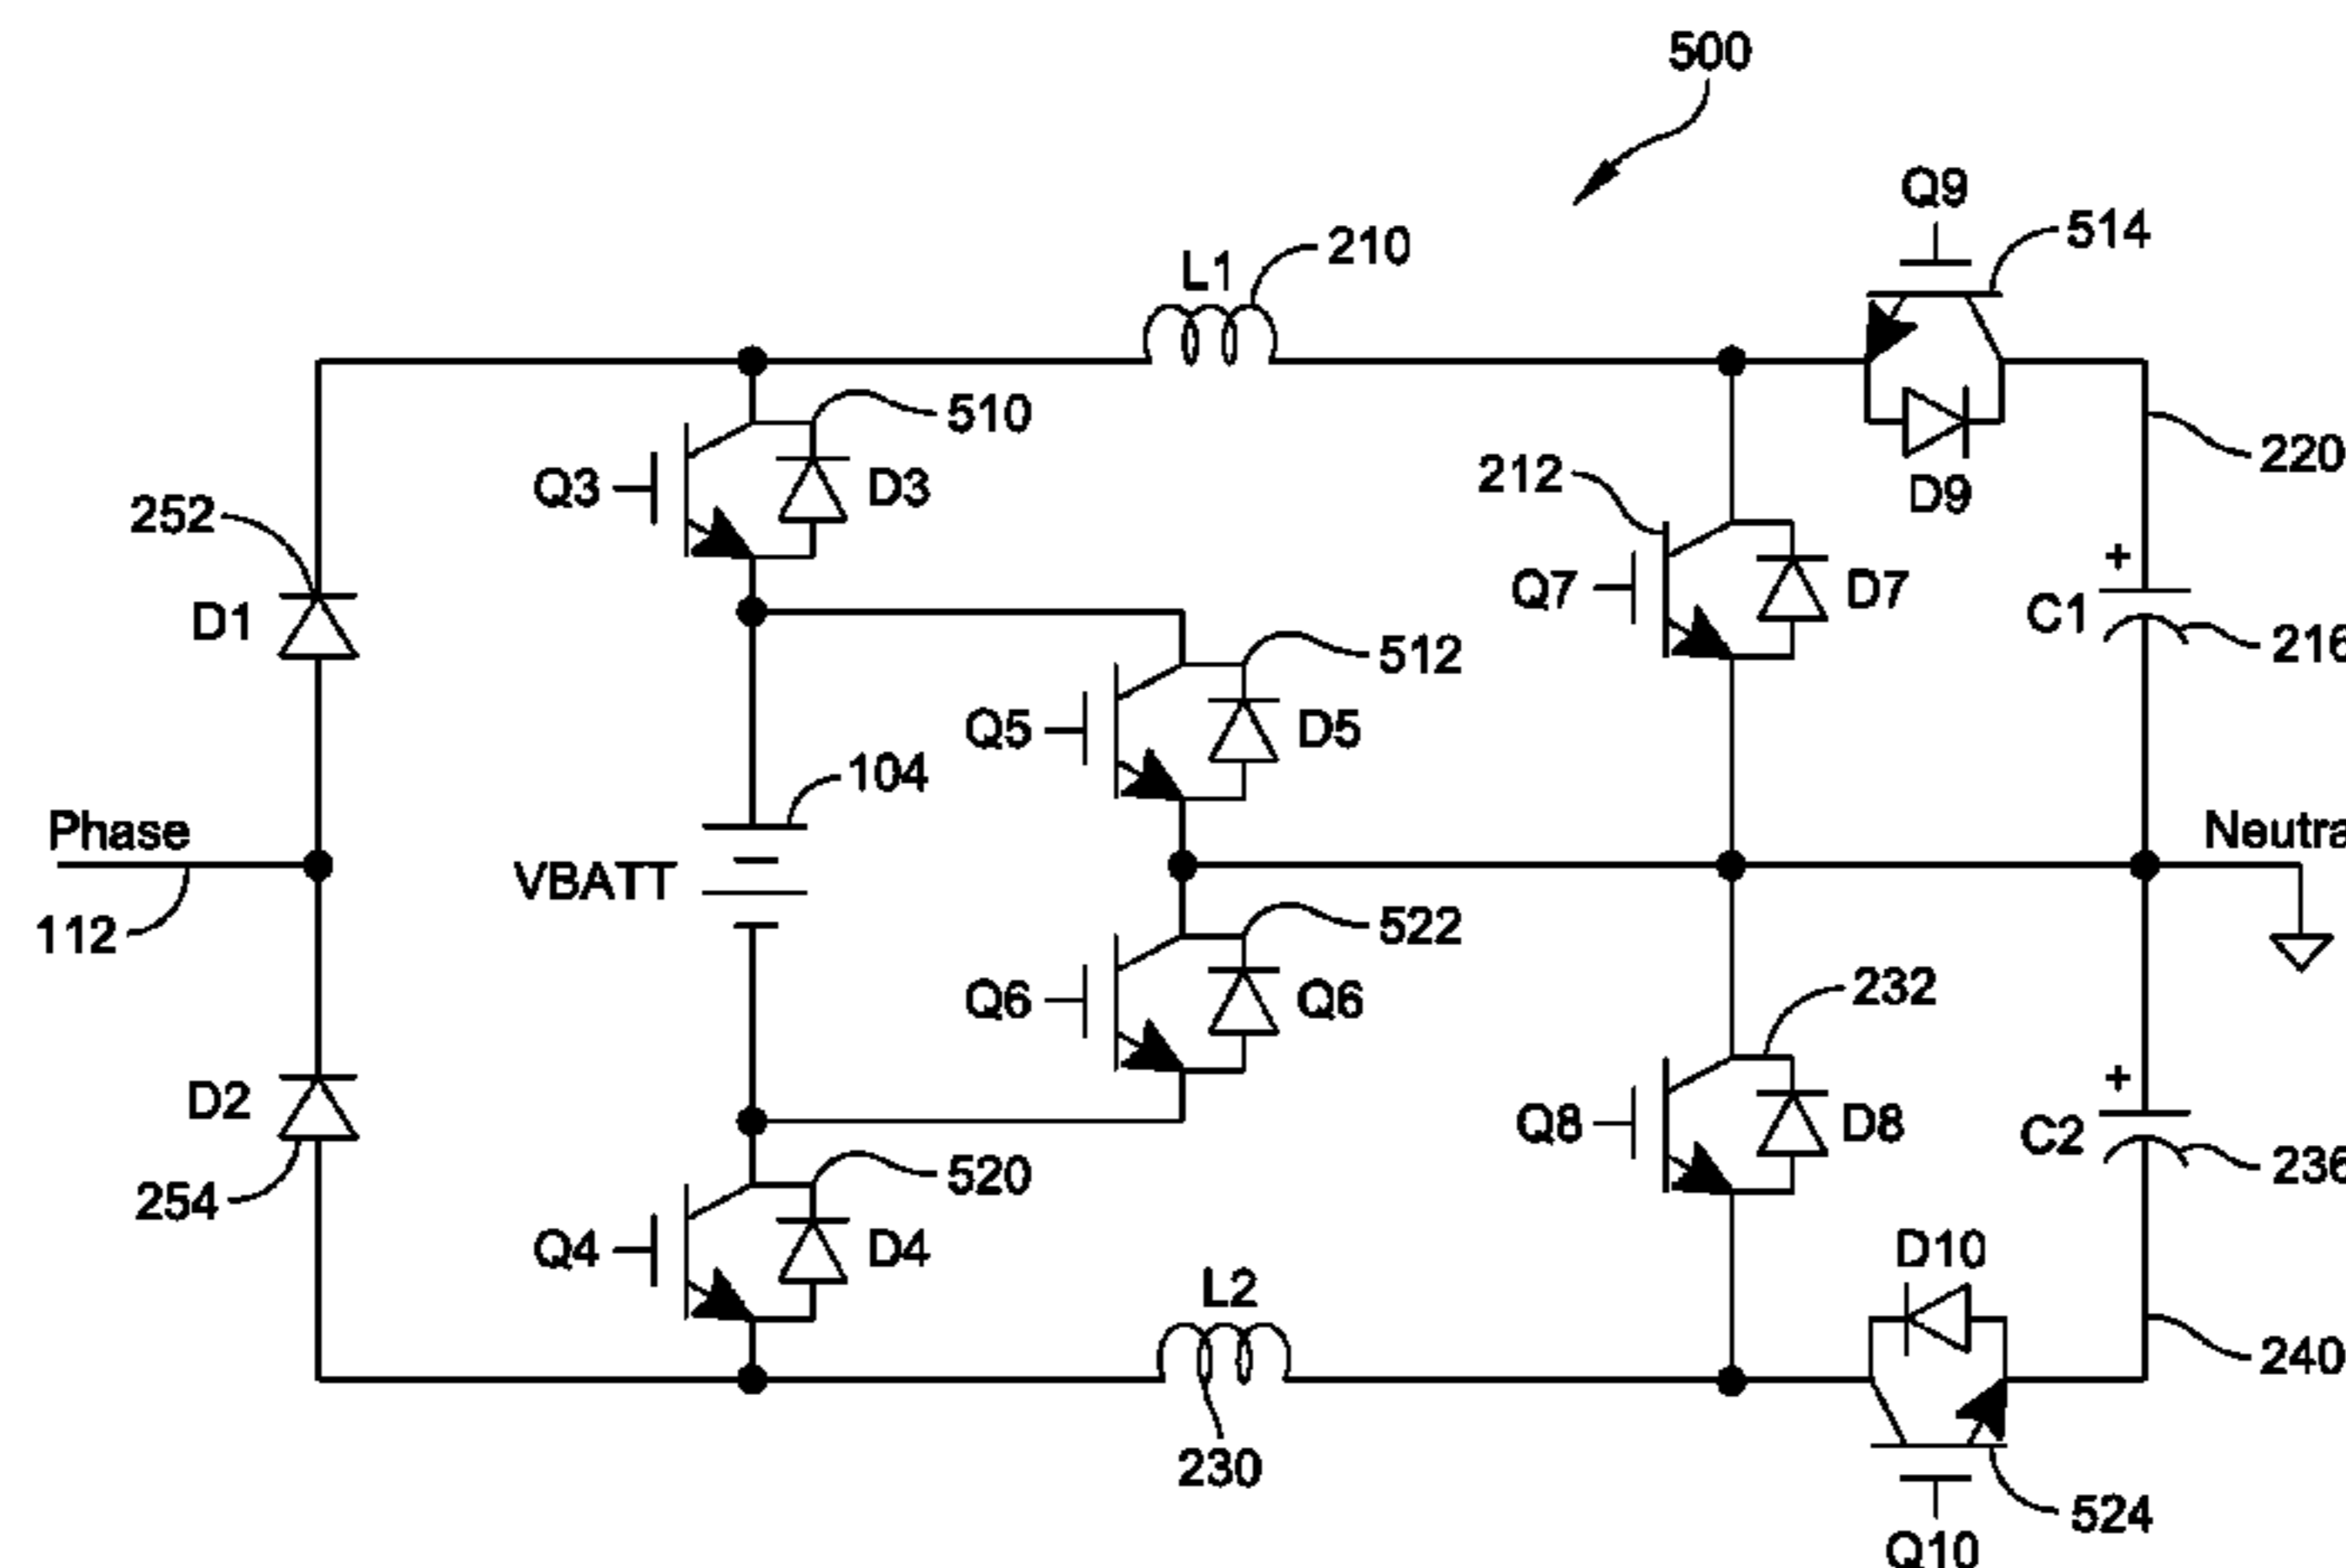 500
Q9
514
L1
210
510
Q3
D3
220
D9
212
252
D1
Q7
D7
+
C1
216
512
Q5
D5
104
Phase
VBATT
Neutra
112
522
Q6
Q6
232
D2
Q8
D8
+
C2
236
254
520
Q4
D4
D10
L2
240
230
524
Q10